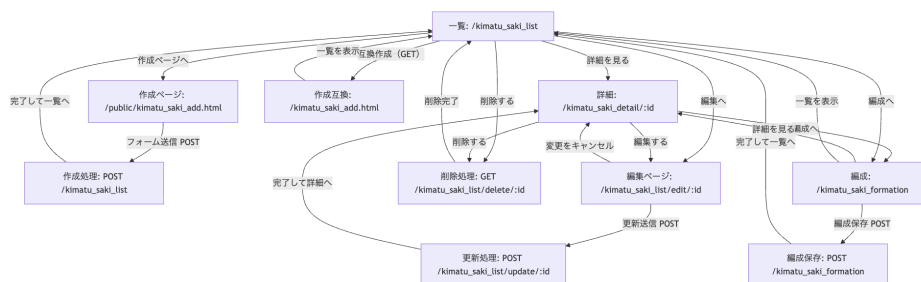 一覧: /kimatu_saki_list
作成ページへ
一覧を表示
互換作成（GET）
詳細を見る
完了して一覧へ
作成ページ:
/public/kimatu_saki_add.html
作成互換:
/kimatu_saki_add.html
削除完了
削除する
詳細:
/kimatu_saki_detail/:id
編集へ
一覧を表示
編成へ
フォーム送信 POST
削除する
変更をキャンセル
編集する
詳細を見る
編成へ
完了して一覧へ
作成処理: POST
/kimatu_saki_list
完了して詳細へ
削除処理: GET
/kimatu_saki_list/delete/:id
編集ページ:
/kimatu_saki_list/edit/:id
編成:
/kimatu_saki_formation
更新送信 POST
編成保存 POST
更新処理: POST
/kimatu_saki_list/update/:id
編成保存: POST
/kimatu_saki_formation